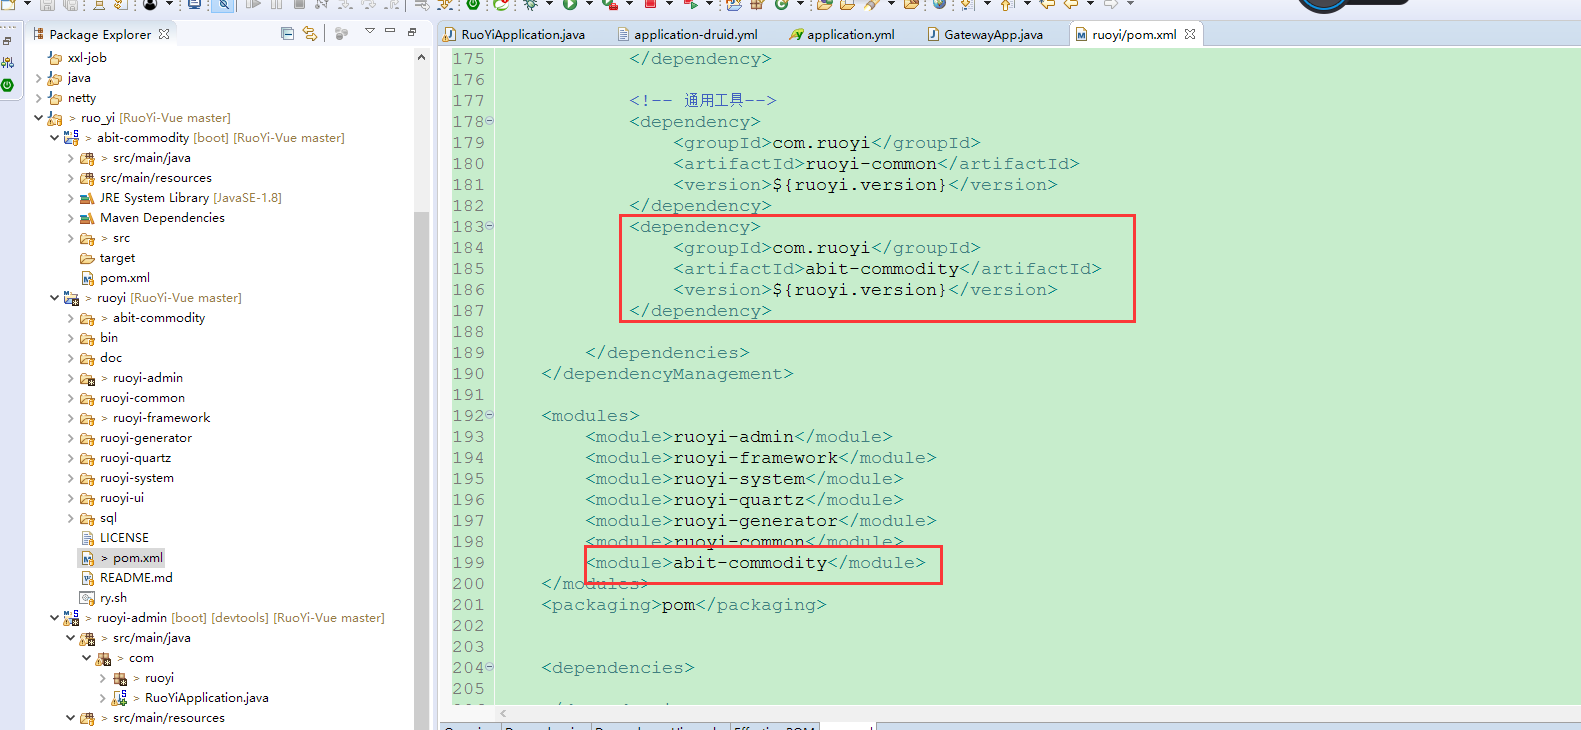 Package Explorer
xxl-job
java
netty
> ruo_yi [RuoYi-Vue master]
> abit-commodity [boot] [RuoYi-Vue master]
> src/main/java
src/main/resources
JRE System Library [JavaSE-1.8]
Maven Dependencies
> src
target
pom.xml
> ruoyi [RuoYi-Vue master]
> abit-commodity
bin
doc
> ruoyi-admin
ruoyi-common
> ruoyi-framework
ruoyi-generator
ruoyi-quartz
ruoyi-system
ruoyi-ui
sql
LICENSE
> pom.xml
README.md
ry.sh
> ruoyi-admin [boot] [devtools] [RuoYi-Vue master]
> src/main/java
> com
> ruoyi
> RuoYiApplication.java
> src/main/resources
RuoYiApplication.java
application-druid.yml
application.yml
GatewayApp.java
ruoyi/pom.xml
175 </dependency>
176
177 <!-- 通用工具-->
178 <dependency>
179 <groupId>com.ruoyi</groupId>
180 <artifactId>ruoyi-common</artifactId>
181 <version>${ruoyi.version}</version>
182 </dependency>
183 <dependency>
184 <groupId>com.ruoyi</groupId>
185 <artifactId>abit-commodity</artifactId>
186 <version>${ruoyi.version}</version>
187 </dependency>
188
189 </dependencies>
190 </dependencyManagement>
191
192 <modules>
193 <module>ruoyi-admin</module>
194 <module>ruoyi-framework</module>
195 <module>ruoyi-system</module>
196 <module>ruoyi-quartz</module>
197 <module>ruoyi-generator</module>
198 <module>ruoyi-common</module>
199 <module>abit-commodity</module>
200 </modules>
201 <packaging>pom</packaging>
202
203
204 <dependencies>
205